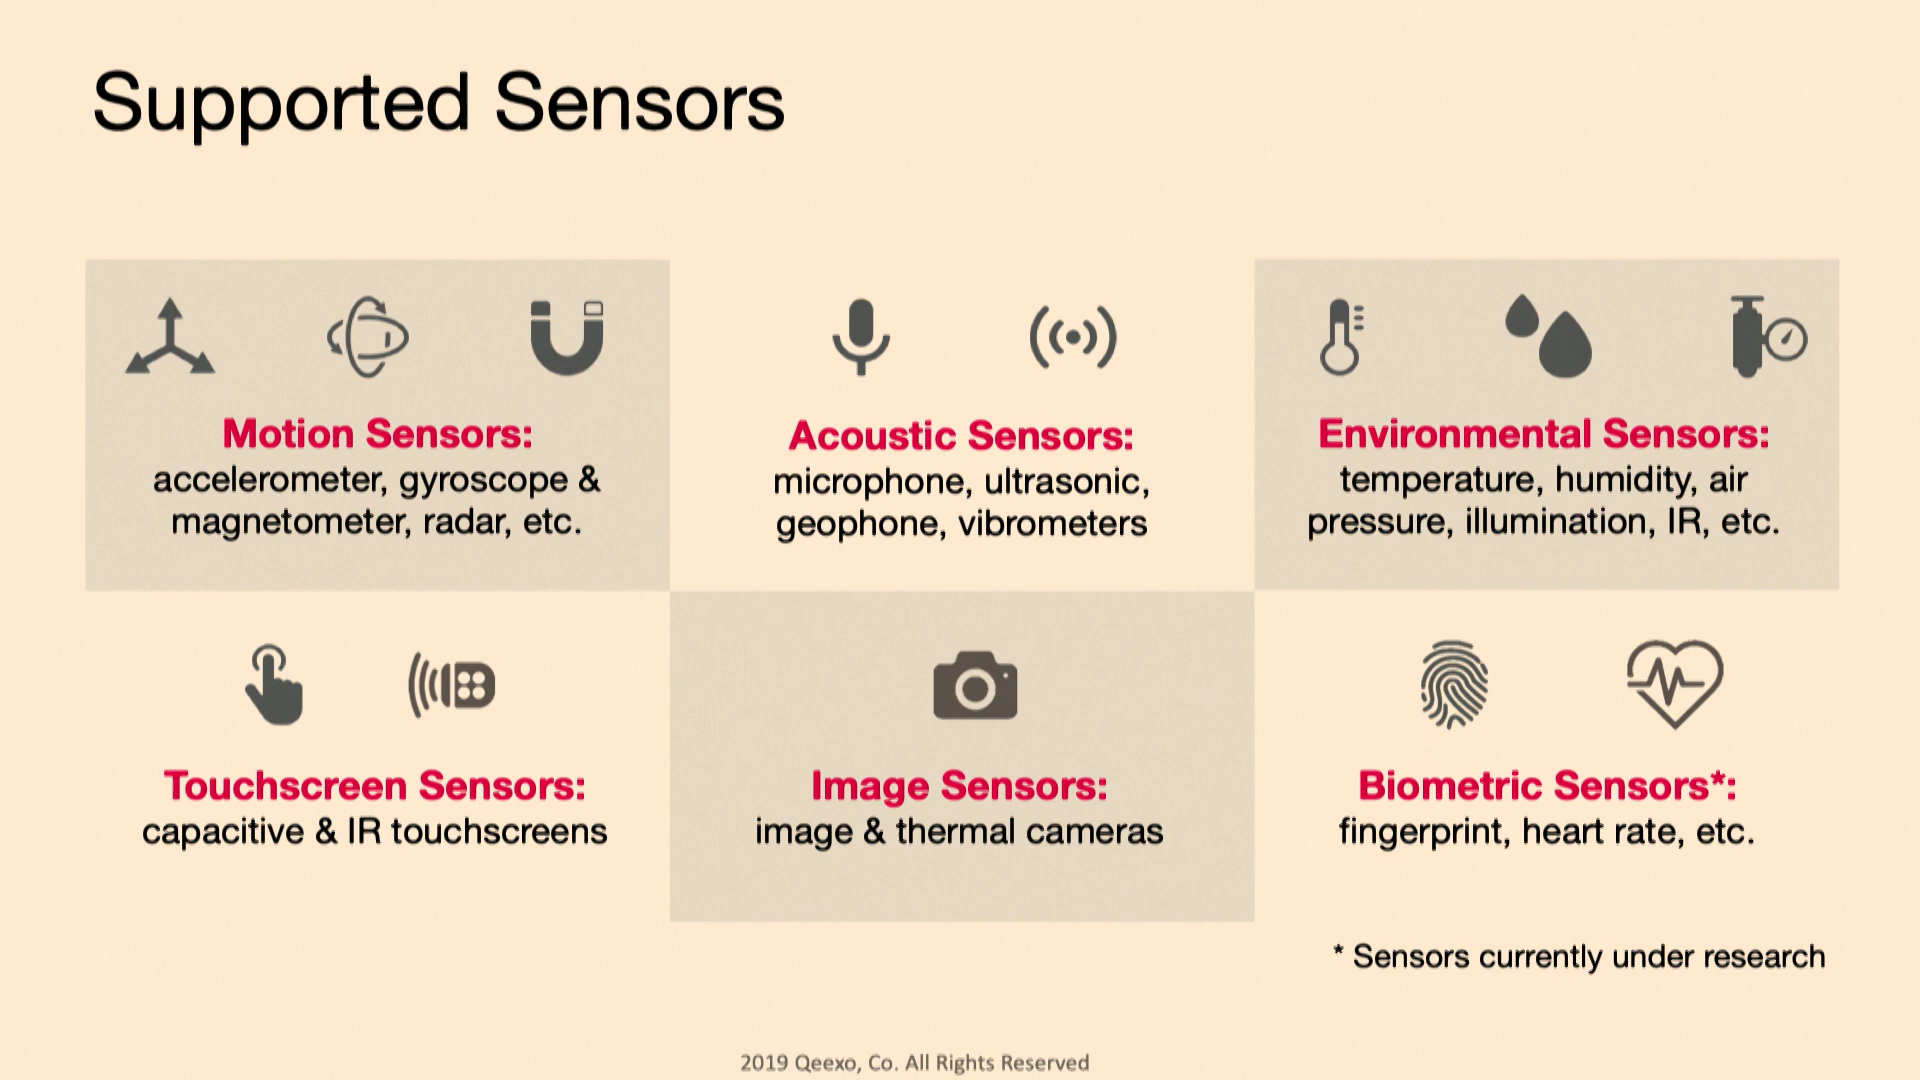 Supported Sensors
Motion Sensors:
accelerometer, gyroscope &
magnetometer, radar, etc.
Acoustic Sensors:
microphone, ultrasonic,
geophone, vibrometers
Environmental Sensors:
temperature, humidity, air
pressure, illumination, IR, etc.
Touchscreen Sensors:
capacitive & IR touchscreens
Image Sensors:
image & thermal cameras
Biometric Sensors*:
fingerprint, heart rate, etc.
* Sensors currently under research
2019 Qeexo, Co. All Rights Reserved